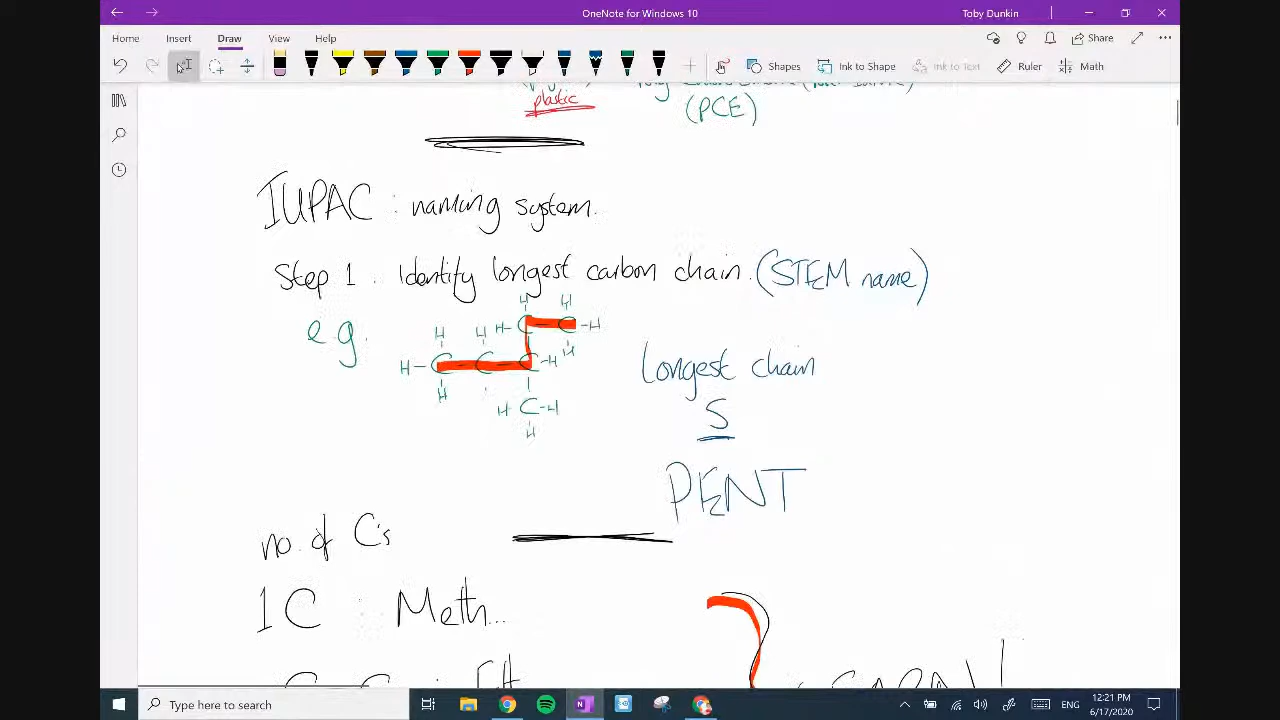 OneNote for Windows 10
Toby Dunkin
Home Insert Draw View Help
Share
Shapes Ink to Shape Ink to Text Ruler Math
plastic
(PCE)
IUPAC : naming system.
Step 1. Identify longest carbon chain. (STEM name)
e.g.
H H
H-C-C-H
H H H
H-C-C-C-H
H
H C-H
H
Longest chain
5
PENT
no. of C's
1C : Meth...
Type here to search
ENG
12:21 PM
6/17/2020